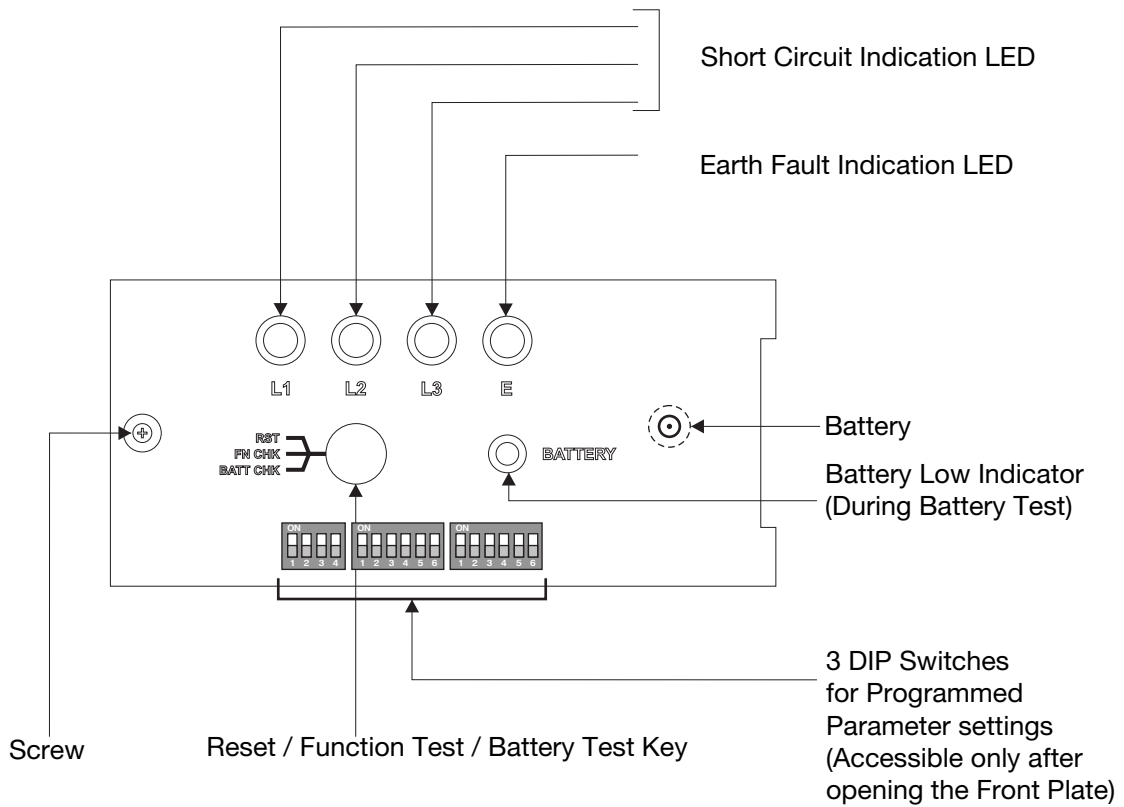 Short Circuit Indication LED
Earth Fault Indication LED
L1 L2 L3 E
RST
FN CHK
BATT CHK
BATTERY
Battery
Battery Low Indicator
(During Battery Test)
ON ON ON
1 2 3 4 1 2 3 4 5 6 1 2 3 4 5 6
3 DIP Switches
for Programmed
Parameter settings
(Accessible only after
opening the Front Plate)
Screw
Reset / Function Test / Battery Test Key